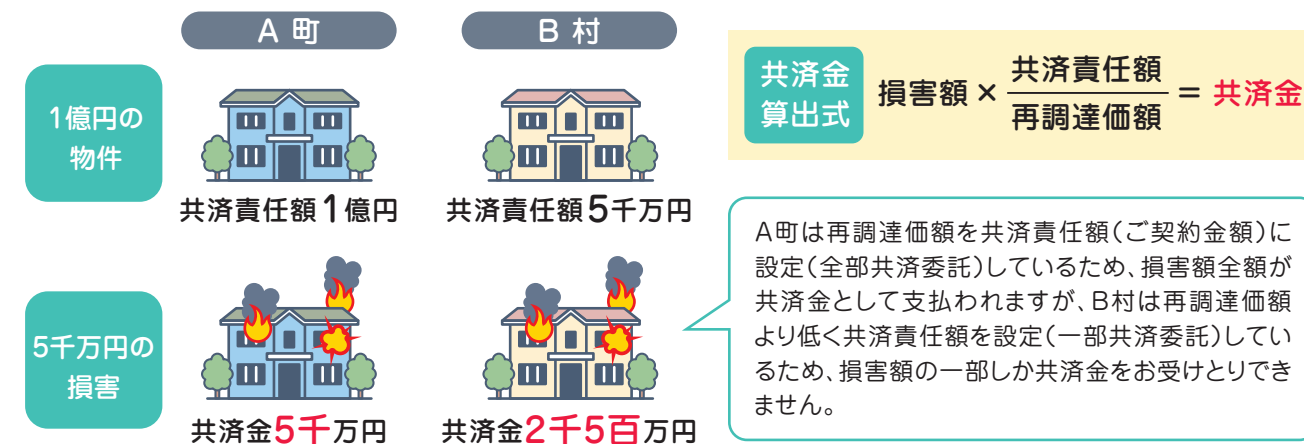 A 町
B 村
1億円の
物件
共済責任額1億円
共済責任額5千万円
5千万円の
損害
共済金5千万円
共済金2千5百万円
共済金
算出式
損害額 × 共済責任額 = 共済金
再調達価額
A町は再調達価額を共済責任額(ご契約金額)に
設定(全部共済委託)しているため、損害額全額が
共済金として支払われますが、B村は再調達価額
より低く共済責任額を設定(一部共済委託)してい
るため、損害額の一部しか共済金をお受けとりでき
ません。